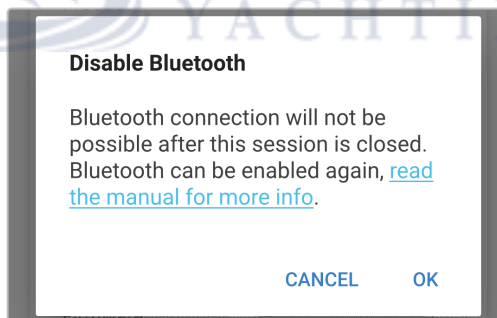 YACHTI
Disable Bluetooth
Bluetooth connection will not be
possible after this session is closed.
Bluetooth can be enabled again, read
the manual for more info.
CANCEL OK